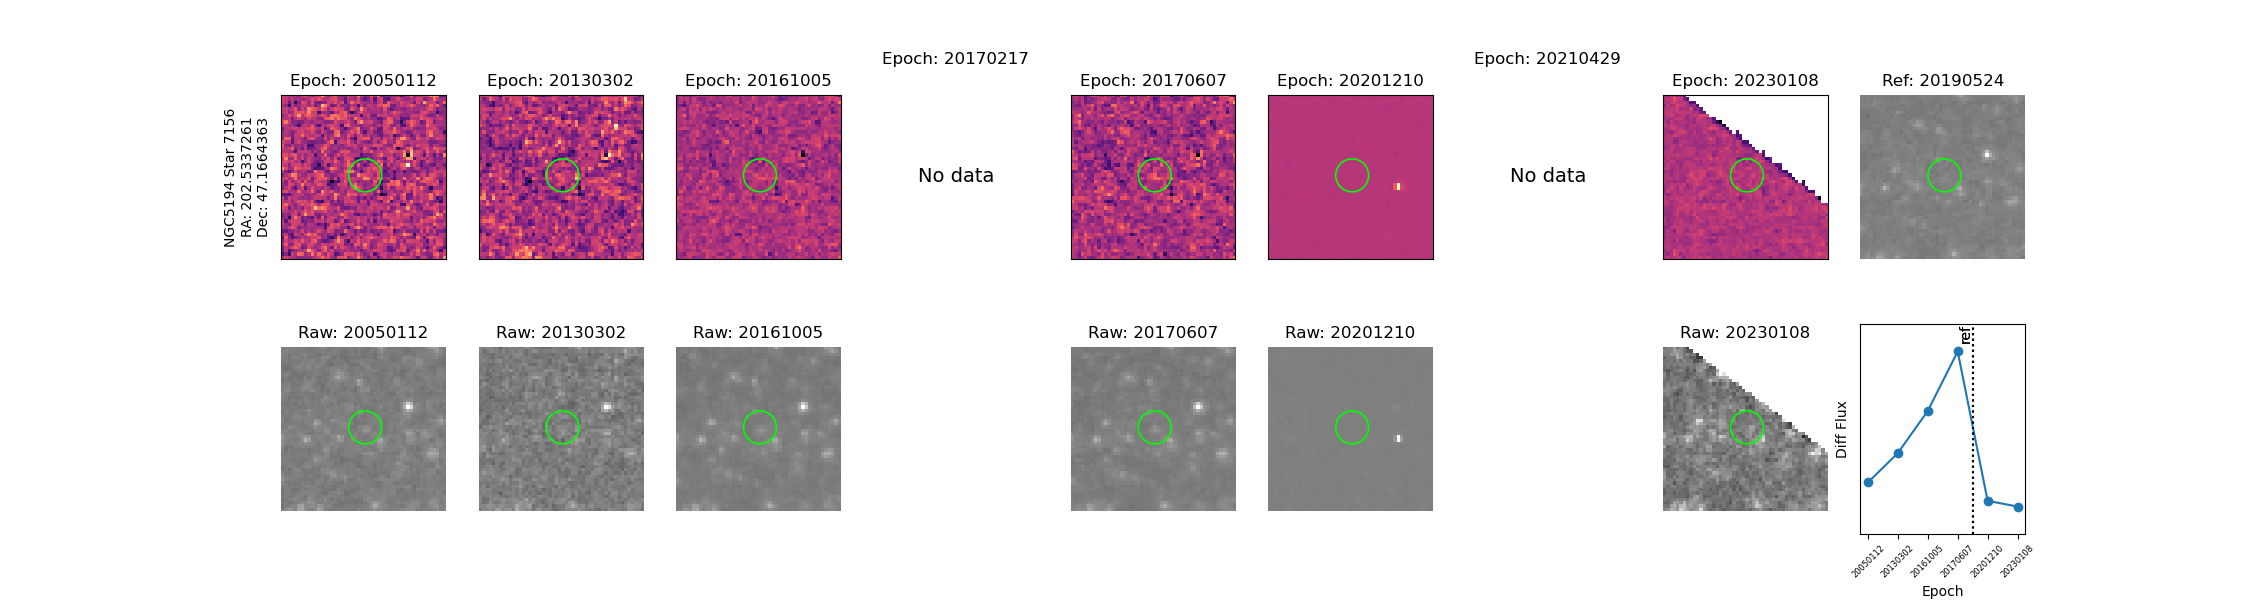 Epoch: 20170217
Epoch: 20210429
Epoch: 20050112
Epoch: 20130302
Epoch: 20161005
Epoch: 20170607
Epoch: 20201210
Epoch: 20230108
Ref: 20190524
NGC5194 Star 7156
RA: 202.5337261
Dec: 47.1664363
No data
No data
Raw: 20050112
Raw: 20130302
Raw: 20161005
Raw: 20170607
Raw: 20201210
Raw: 20230108
ref
Diff Flux
20050112
20130302
20161005
20170607
20201210
20230108
Epoch